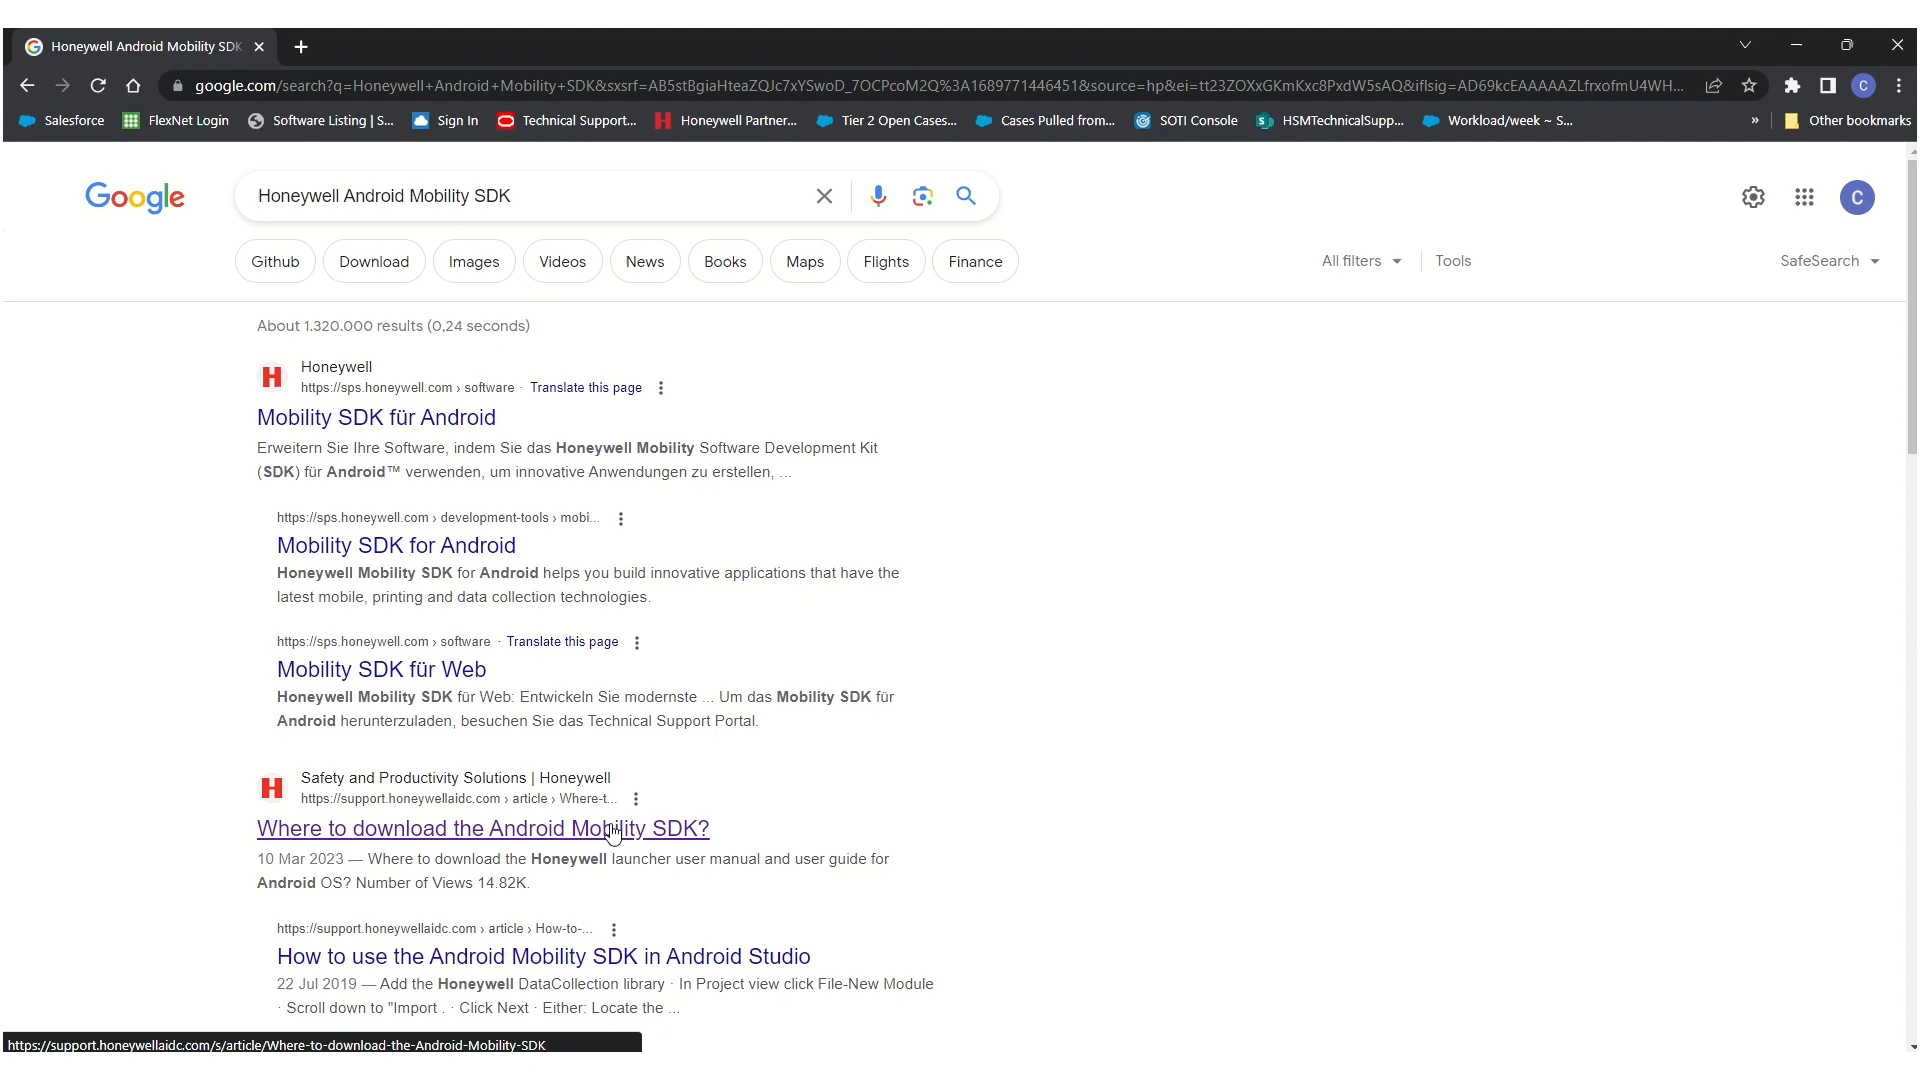 Honeywell Android Mobility SDK
google.com/search?q=Honeywell+Android+Mobility+SDK&sxsrf=AB5stBgiaHteaZQJc7xYSwoD_7OCPcoM2Q%3A1689771446451&source=hp&ei=tt23ZOXxGKmKxc8PxdW5sAQ&iflsig=AD69kcEAAAAAZLfrxofmU4WH...
C
Salesforce
FlexNet Login
Software Listing | S...
Sign In
Technical Support...
Honeywell Partner...
Tier 2 Open Cases...
Cases Pulled from...
SOTI Console
HSMTechnicalSupp...
Workload/week ~ S...
»
Other bookmarks
Google
Honeywell Android Mobility SDK
C
Github
Download
Images
Videos
News
Books
Maps
Flights
Finance
All filters
Tools
SafeSearch
About 1.320.000 results (0,24 seconds)
H
Honeywell
https://sps.honeywell.com › software · Translate this page
Mobility SDK für Android
Erweitern Sie Ihre Software, indem Sie das Honeywell Mobility Software Development Kit
(SDK) für Android™ verwenden, um innovative Anwendungen zu erstellen, ...
https://sps.honeywell.com › development-tools › mobi...
Mobility SDK for Android
Honeywell Mobility SDK for Android helps you build innovative applications that have the
latest mobile, printing and data collection technologies.
https://sps.honeywell.com › software · Translate this page
Mobility SDK für Web
Honeywell Mobility SDK für Web: Entwickeln Sie modernste ... Um das Mobility SDK für
Android herunterzuladen, besuchen Sie das Technical Support Portal.
H
Safety and Productivity Solutions | Honeywell
https://support.honeywellaidc.com › article › Where-t...
Where to download the Android Mobility SDK?
10 Mar 2023 — Where to download the Honeywell launcher user manual and user guide for
Android OS? Number of Views 14.82K.
https://support.honeywellaidc.com › article › How-to-...
How to use the Android Mobility SDK in Android Studio
22 Jul 2019 — Add the Honeywell DataCollection library · In Project view click File-New Module
· Scroll down to "Import . · Click Next · Either: Locate the ...
https://support.honeywellaidc.com/s/article/Where-to-download-the-Android-Mobility-SDK